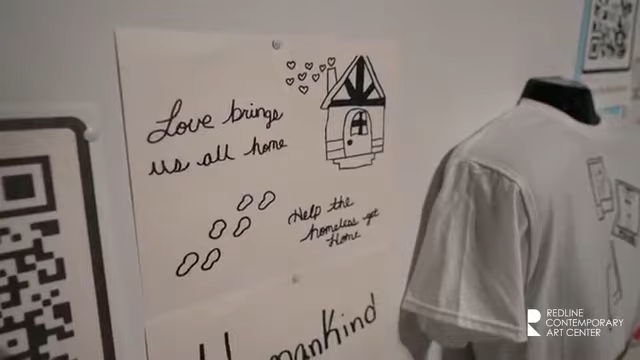 Love brings
us all home
Help the
homeless get
Home
manKind
REDLINE
CONTEMPORARY
ART CENTER